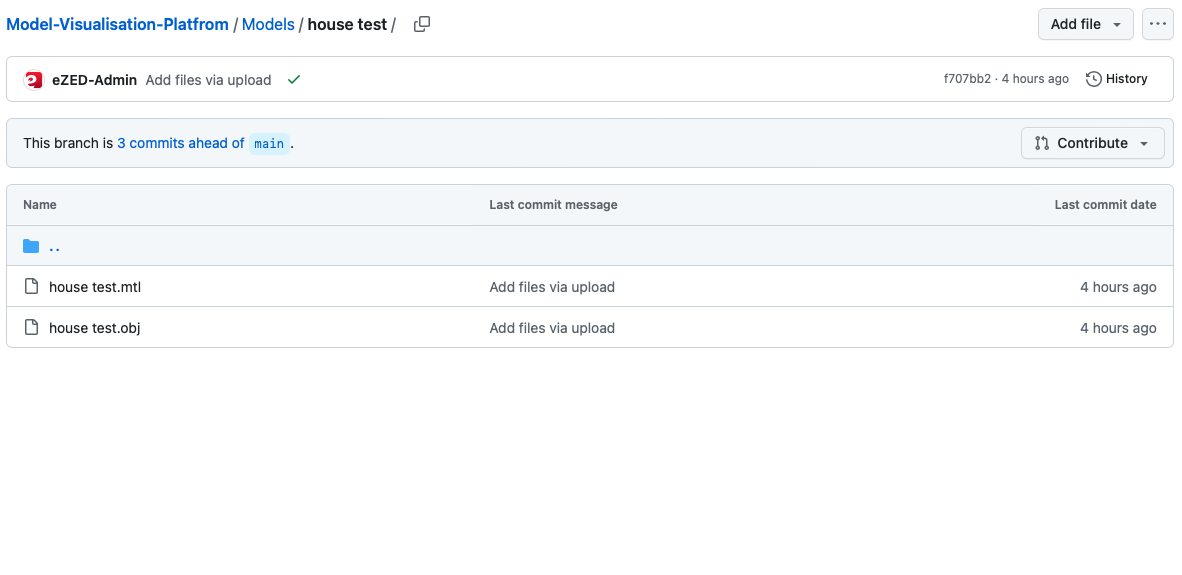 Model-Visualisation-Platfrom / Models / house test / Add file ...
eZED-Admin Add files via upload f707bb2 · 4 hours ago History
This branch is 3 commits ahead of main . Contribute
Name Last commit message Last commit date
..
house test.mtl Add files via upload 4 hours ago
house test.obj Add files via upload 4 hours ago